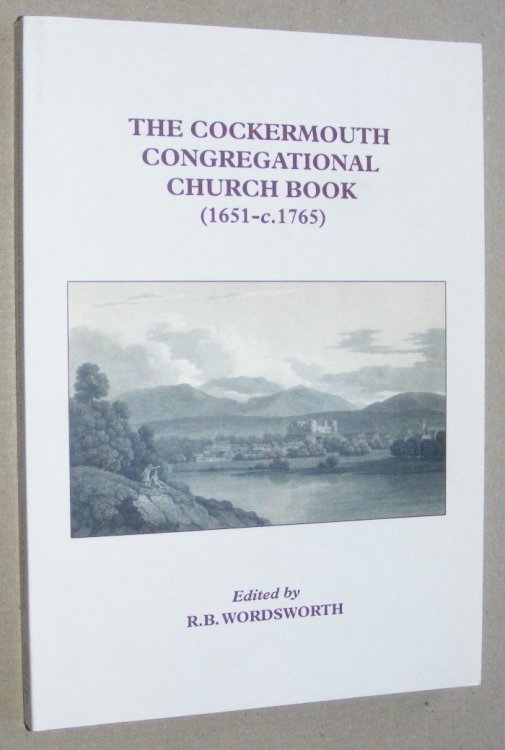 THE COCKERMOUTH
CONGREGATIONAL
CHURCH BOOK
(1651-c.1765)
Edited by
R.B. WORDSWORTH